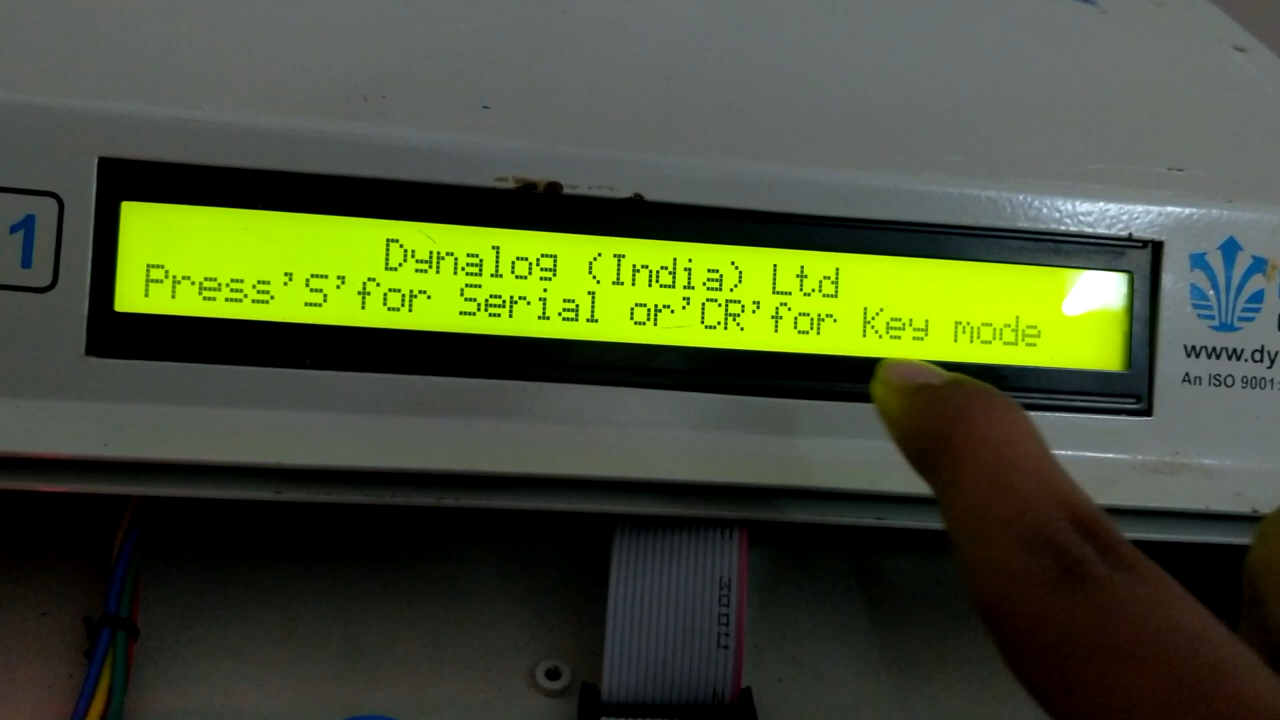 1
Dynalog (India) Ltd
Press'S'for Serial or'CR'for Key mode
www.dy
An ISO 9001: